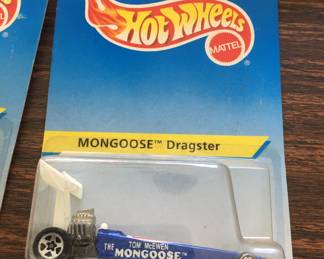 Hot Wheels
MATTEL
MONGOOSE™ Dragster
THE TOM McEWEN
MONGOOSE™